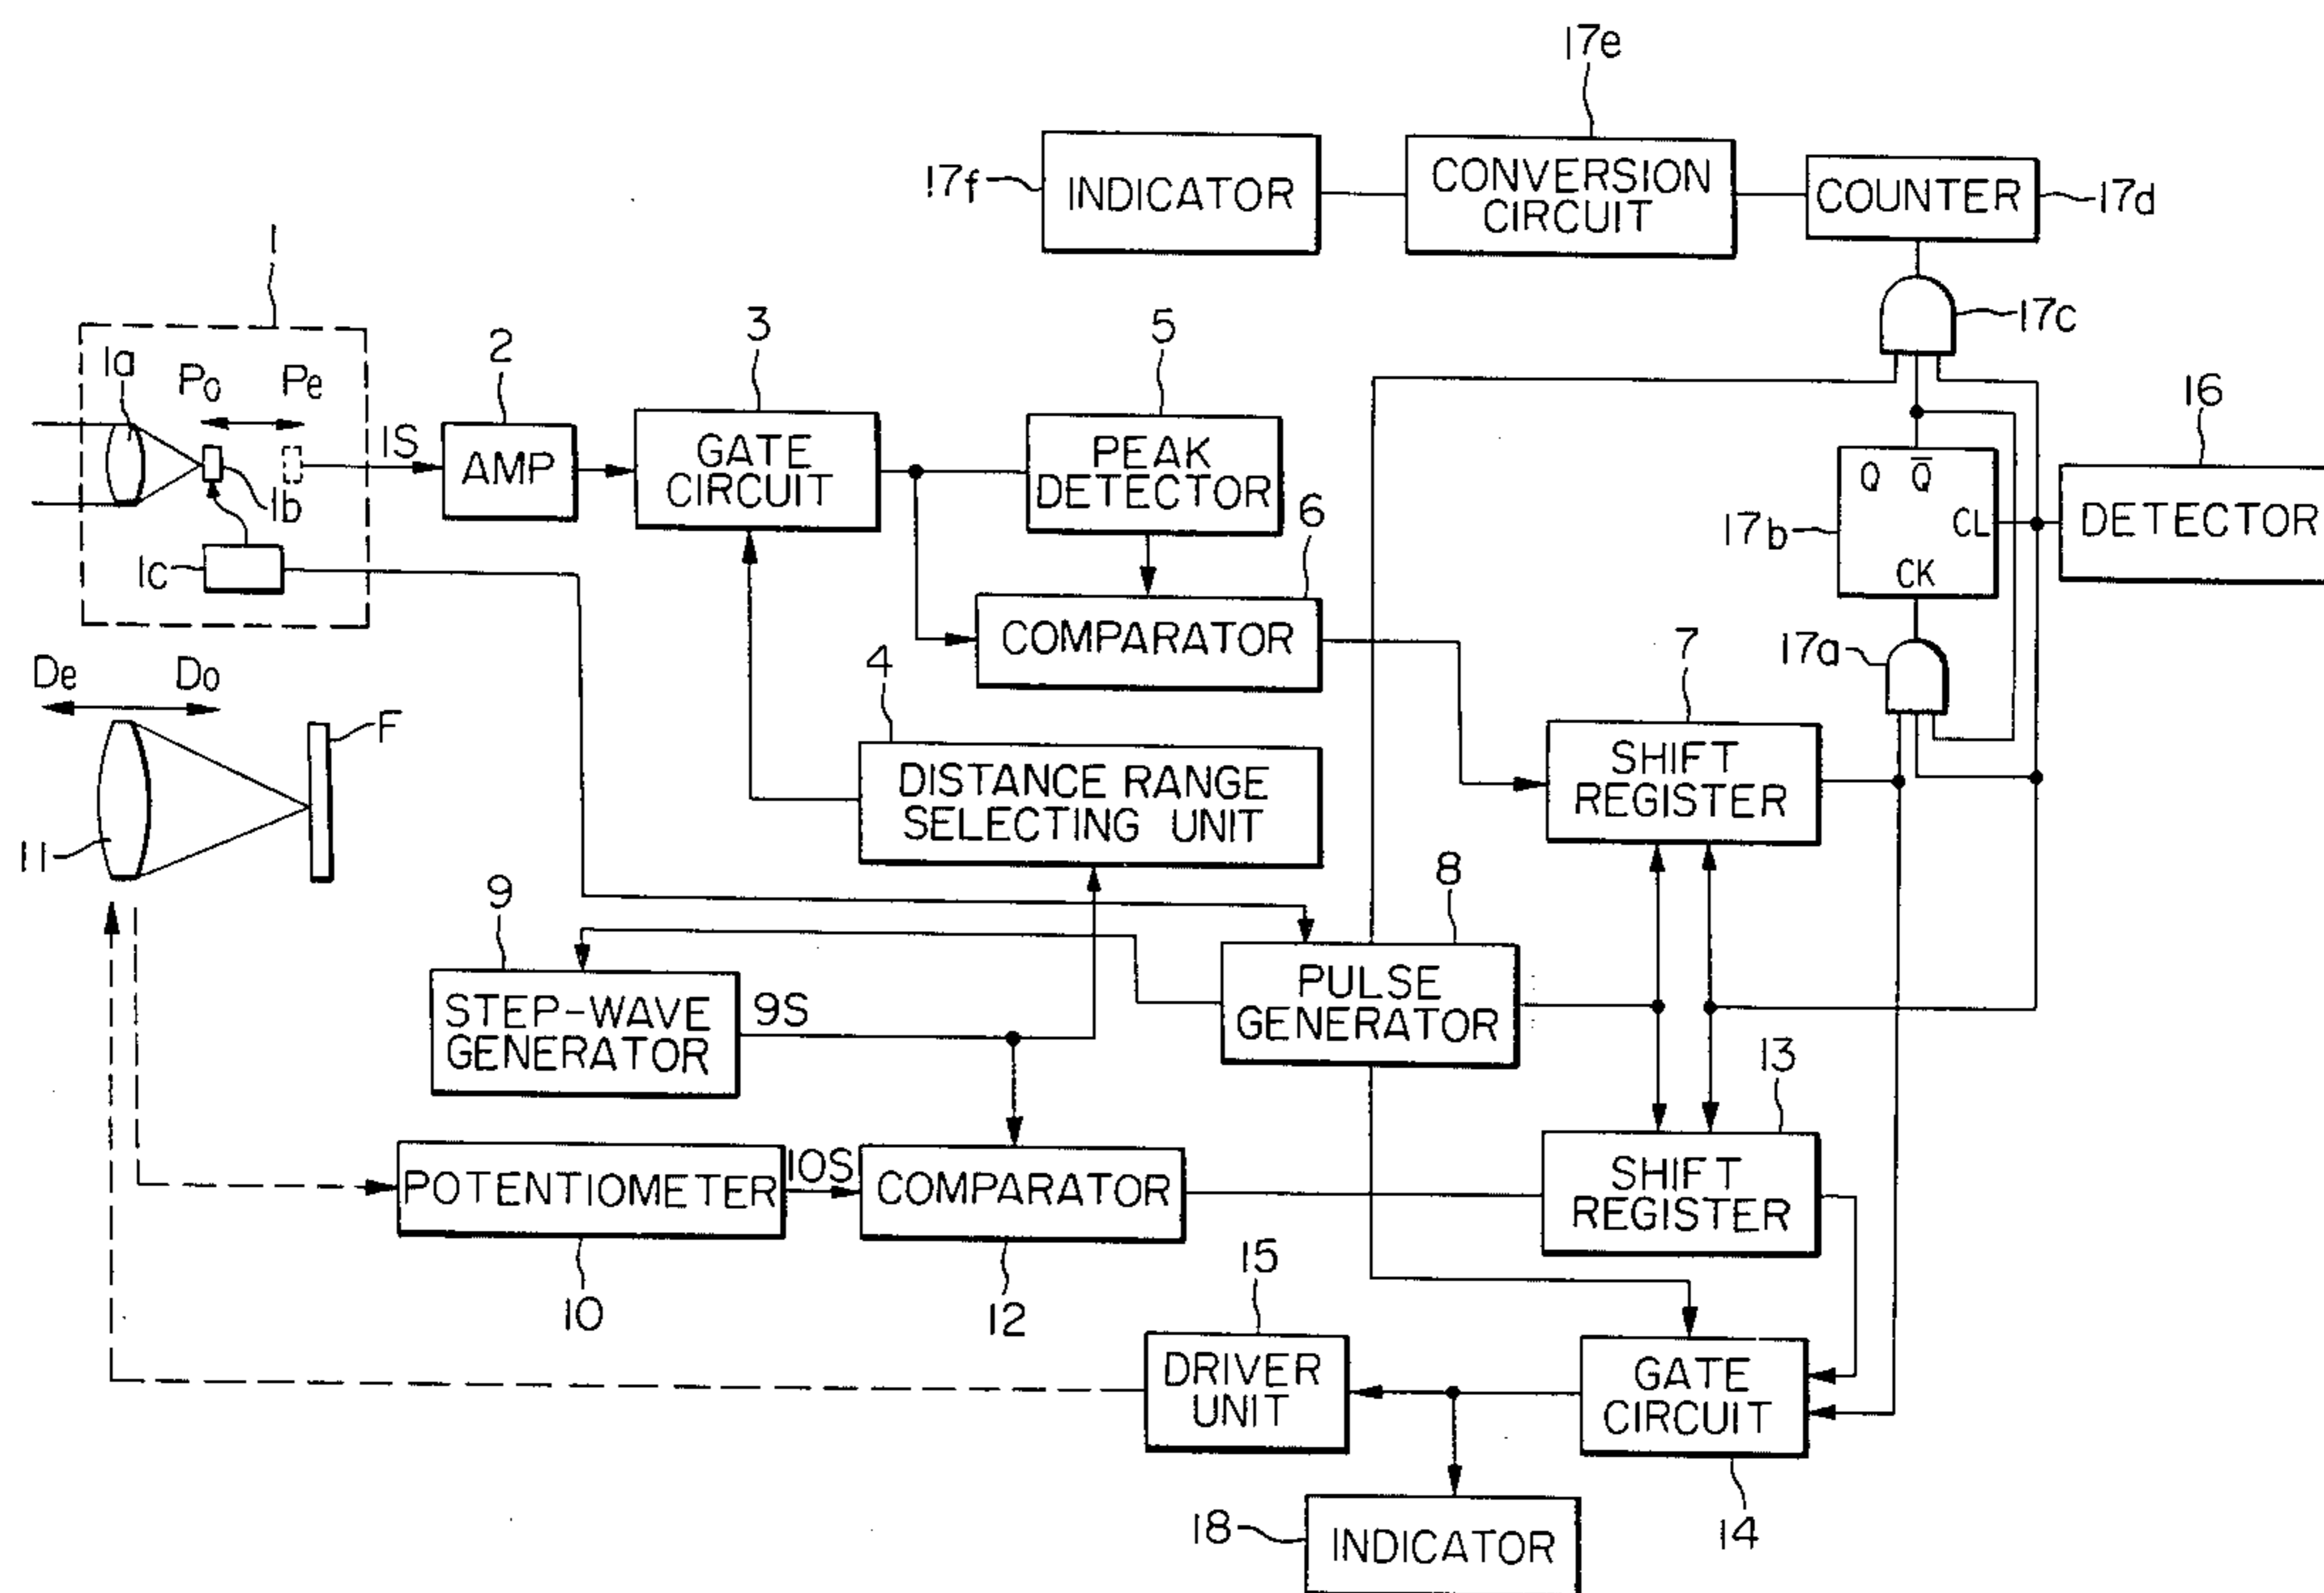 17e
17f
INDICATOR
CONVERSION
CIRCUIT
COUNTER
17d
1
17c
1a
Po
Pe
2
3
5
16
1S
AMP
GATE
CIRCUIT
PEAK
DETECTOR
Q
Q̅
1b
6
17b
CL
DETECTOR
1c
CK
COMPARATOR
7
17a
De
Do
F
4
DISTANCE RANGE
SELECTING UNIT
SHIFT
REGISTER
11
9
8
STEP-WAVE
GENERATOR
9S
PULSE
GENERATOR
13
POTENTIOMETER
10S
COMPARATOR
SHIFT
REGISTER
10
12
15
DRIVER
UNIT
GATE
CIRCUIT
18
INDICATOR
14